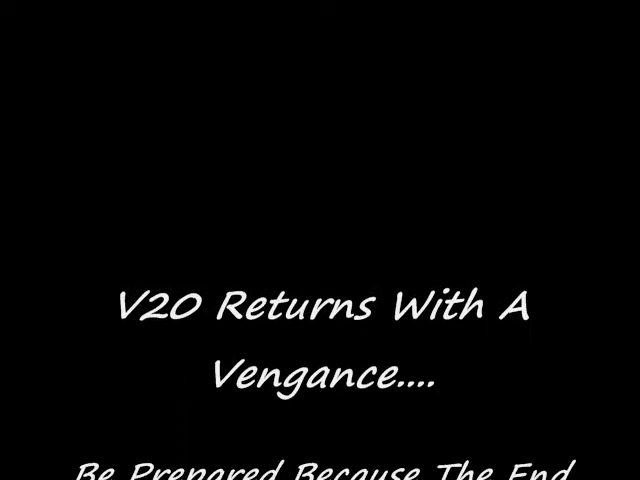 V20 Returns With A
Vengance....
Be Prepared Because The End